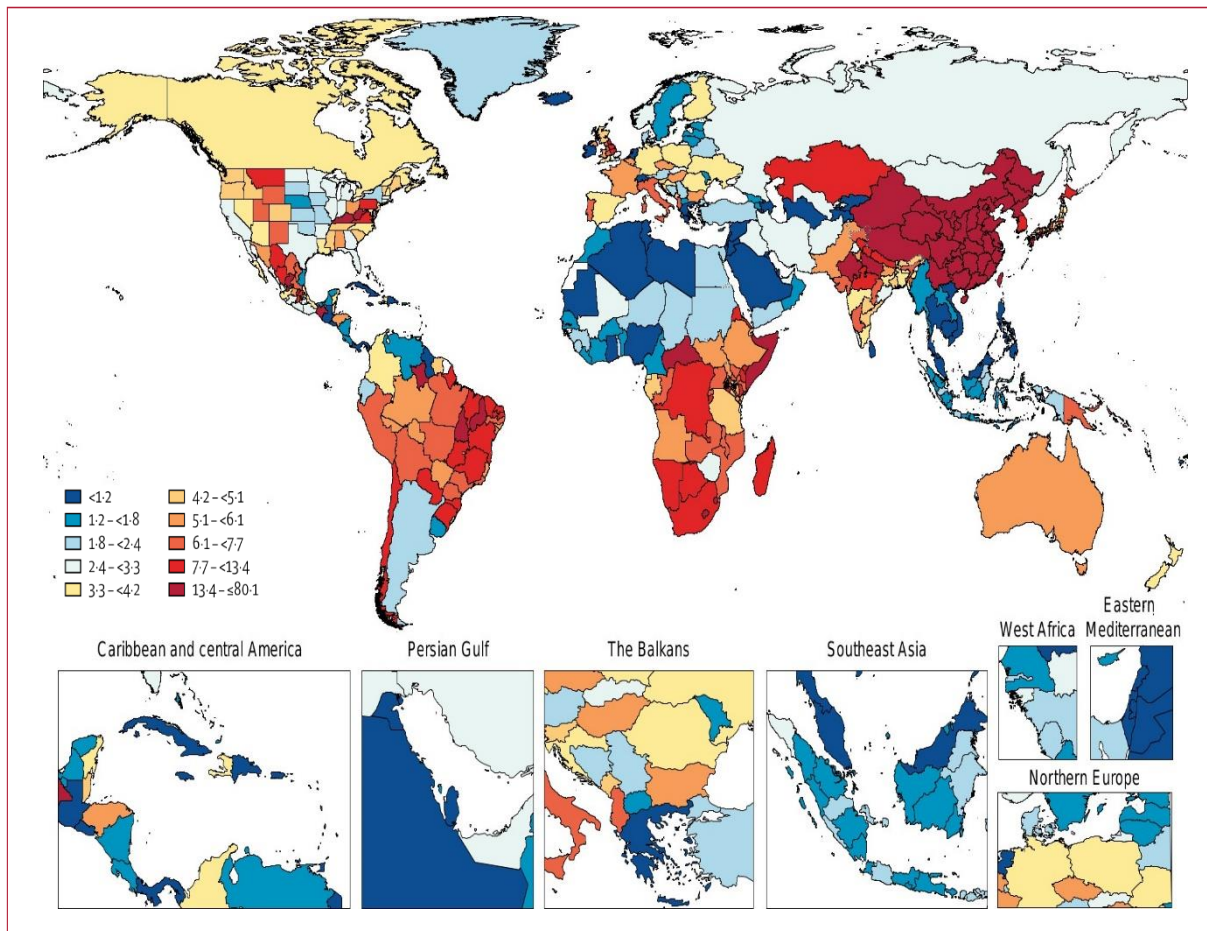 <1·2
1·2–<1·8
1·8–<2·4
2·4–<3·3
3·3–<4·2
4·2–<5·1
5·1–<6·1
6·1–<7·7
7·7–<13·4
13·4–≤80·1
Caribbean and central America
Persian Gulf
The Balkans
Southeast Asia
West Africa
Eastern
Mediterranean
Northern Europe